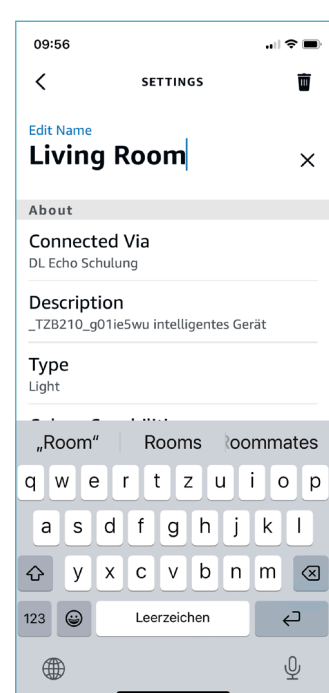 09:56
SETTINGS
Edit Name
Living Room
About
Connected Via
DL Echo Schulung
Description
_TZB210_g01ie5wu intelligentes Gerät
Type
Light
„Room“ Rooms Roommates
q w e r t z u i o p
a s d f g h j k l
y x c v b n m
123 Leerzeichen